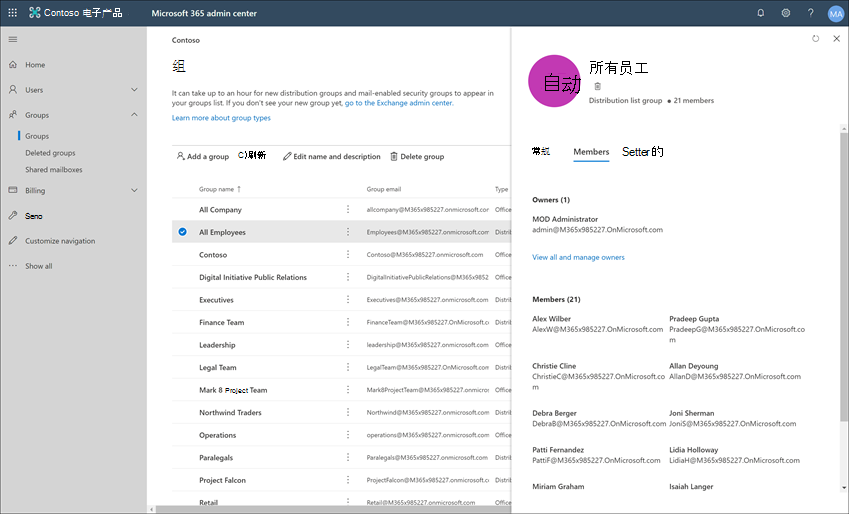 Contoso 电子产品
Microsoft 365 admin center
?
MA
Home
Users
Groups
Groups
Deleted groups
Shared mailboxes
Billing
Seno
Customize navigation
Show all
Contoso
组
It can take up to an hour for new distribution groups and mail-enabled security groups to appear
in your groups list. If you don't see your new group yet, go to the Exchange admin center.
Learn more about group types
Add a group C)刷新 Edit name and description Delete group
Group name ↑ Group email Type
All Company allcompany@M365x985227.onmicrosoft.cor Office
All Employees Employees@M365x985227.onmicrosoft.com Distrib
Contoso Contoso@M365x985227.onmicrosoft.com Office
Digital Initiative Public Relations DigitalInitiativePublicRelations@M365x9852 Office
Executives Executives@M365x985227.onmicrosoft.com Distrib
Finance Team FinanceTeam@M365x985227.OnMicrosoft.cc Distrib
Leadership leadership@M365x985227.onmicrosoft.com Office
Legal Team LegalTeam@M365x985227.OnMicrosoft.com Distrib
Mark 8 Project Team Mark8ProjectTeam@M365x985227.onmicros Office
Northwind Traders Northwind@M365x985227.onmicrosoft.com Distrib
Operations operations@M365x985227.onmicrosoft.com Office
Paralegals Paralegals@M365x985227.OnMicrosoft.com Distrib
Project Falcon ProjectFalcon@M365x985227.onmicrosoft.co Office
Retail Retail@M365x985227.onmicrosoft.com Office
自动
所有员工
Distribution list group ● 21 members
常规 Members Setter的
Owners (1)
MOD Administrator
admin@M365x985227.OnMicrosoft.com
View all and manage owners
Members (21)
Alex Wilber Pradeep Gupta
AlexW@M365x985227.OnMicrosoft.com PradeepG@M365x985227.OnMicrosoft.co
m
Christie Cline Allan Deyoung
ChristieC@M365x985227.OnMicrosoft.co AllanD@M365x985227.OnMicrosoft.com
m
Debra Berger Joni Sherman
DebraB@M365x985227.OnMicrosoft.com JoniS@M365x985227.OnMicrosoft.com
Patti Fernandez Lidia Holloway
PattiF@M365x985227.OnMicrosoft.com LidiaH@M365x985227.OnMicrosoft.com
Miriam Graham Isaiah Langer